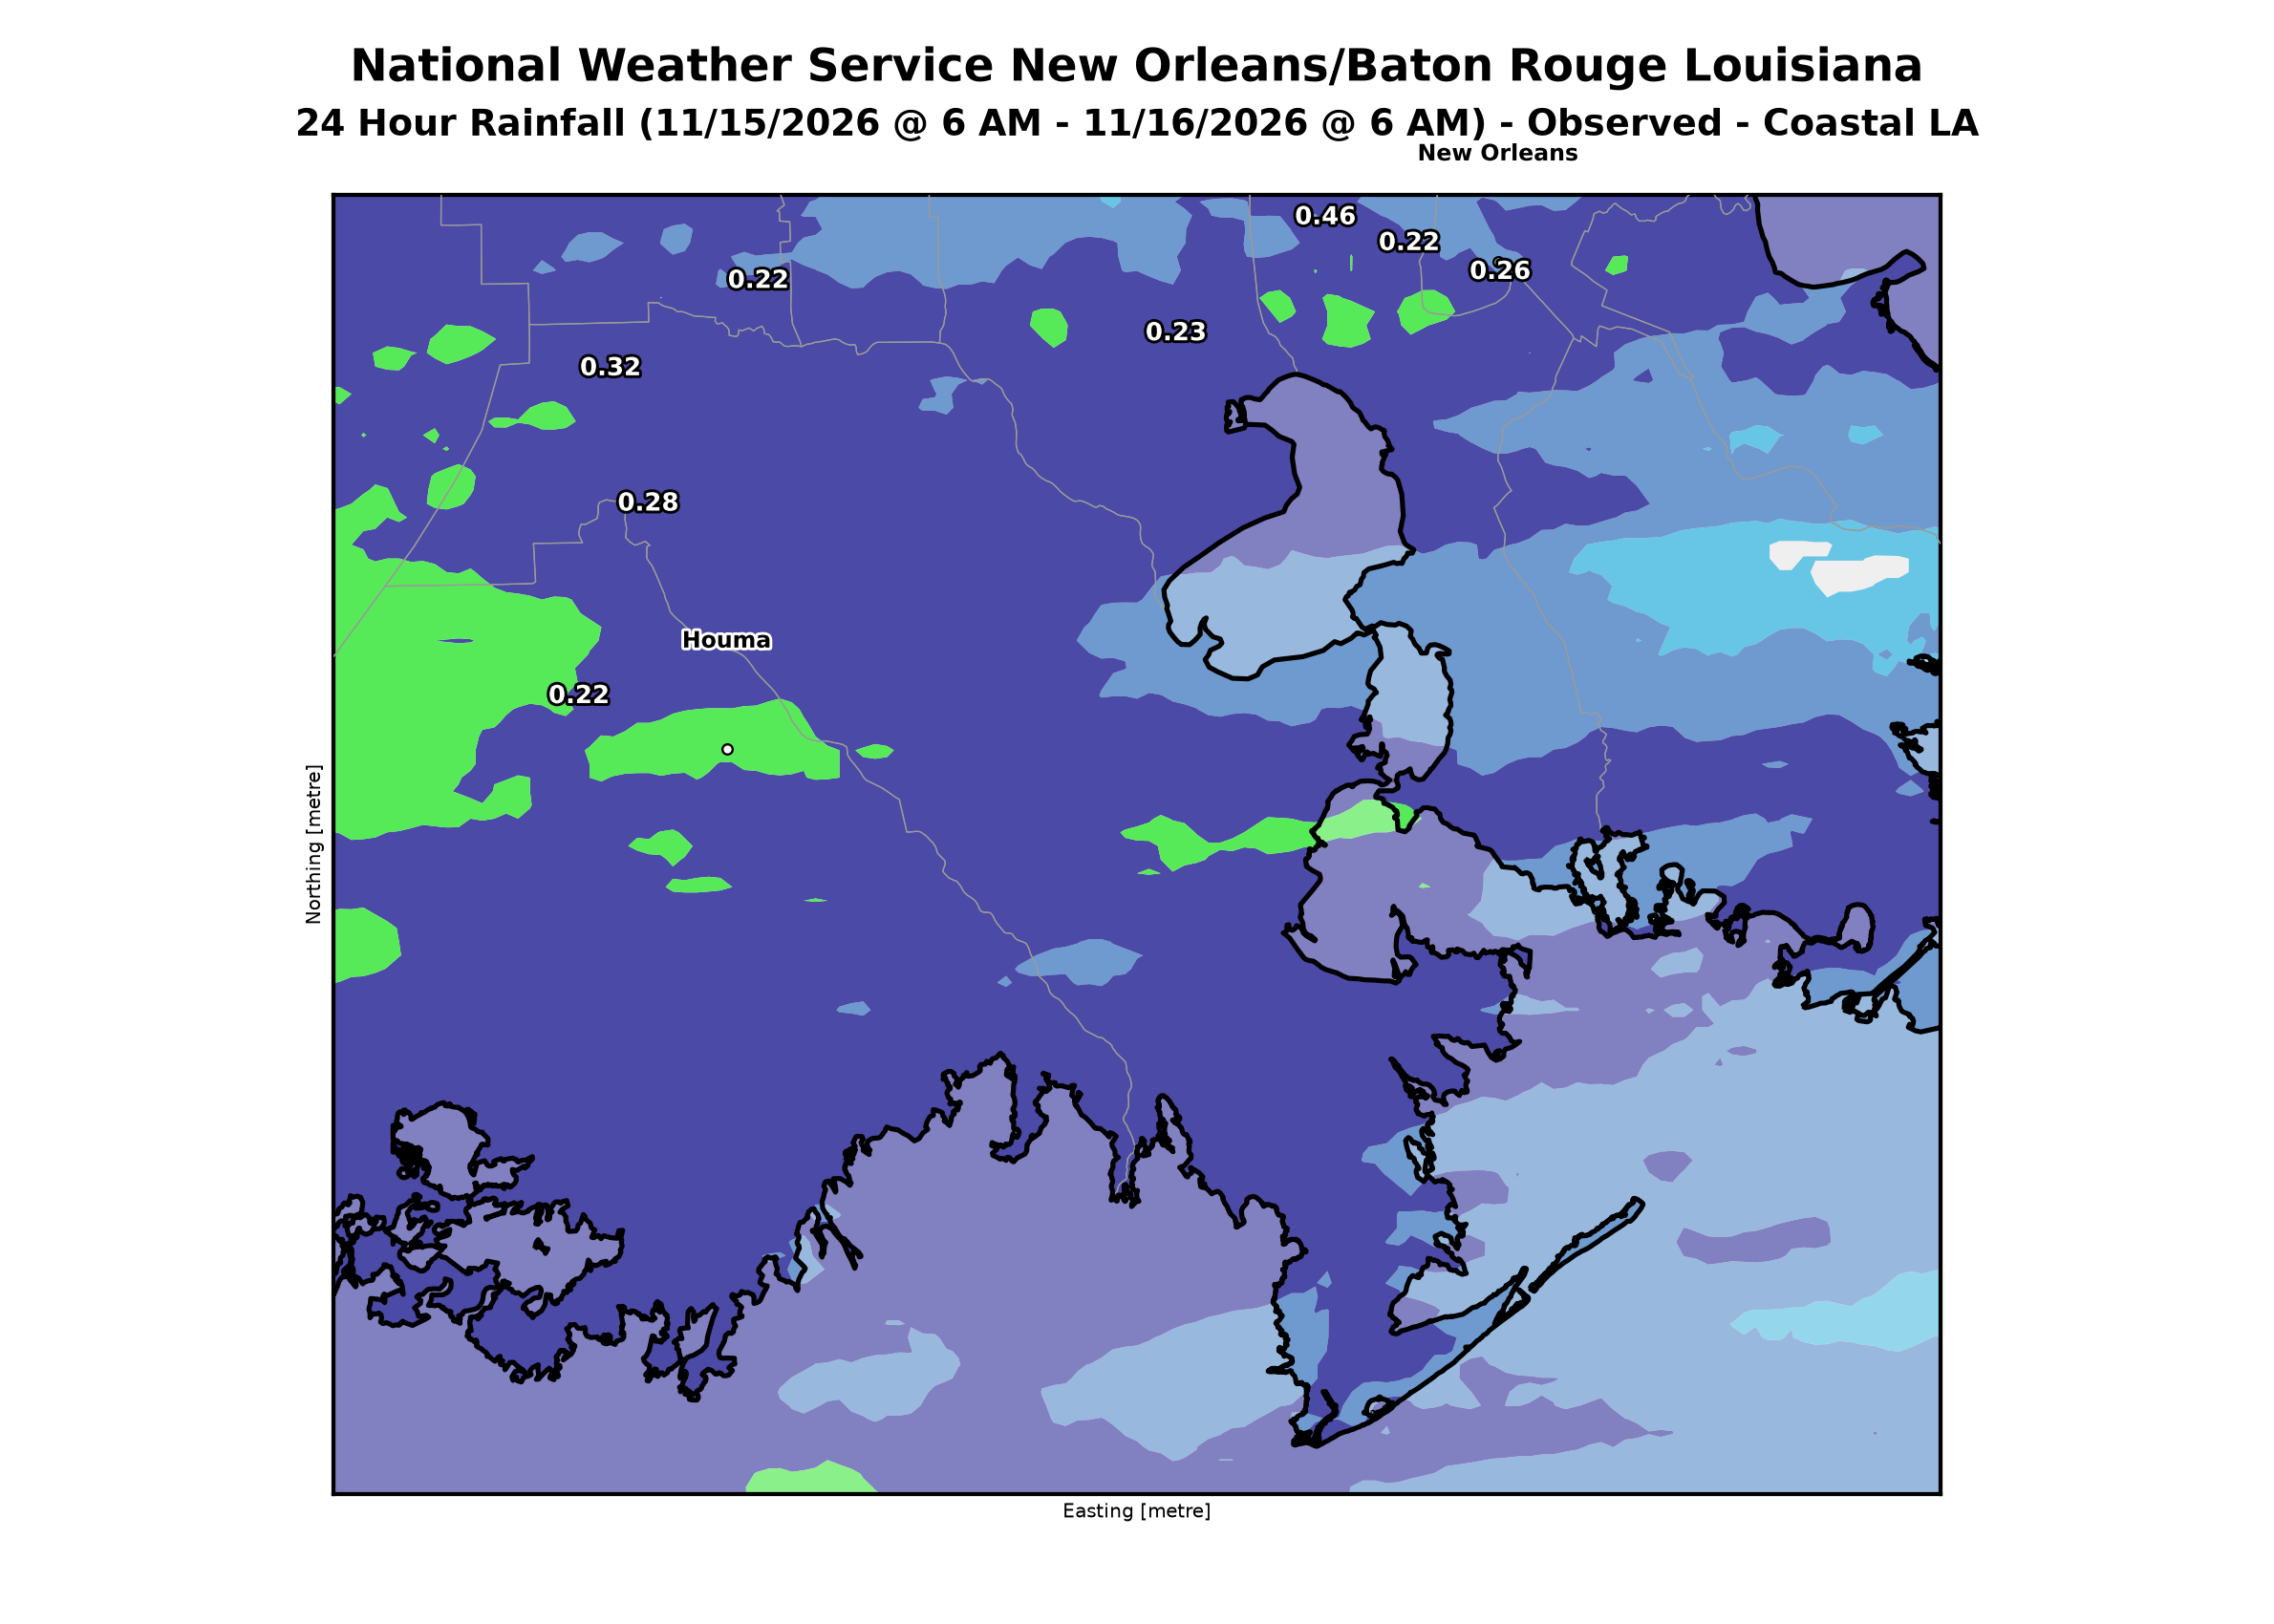 National Weather Service New Orleans/Baton Rouge Louisiana
24 Hour Rainfall (11/15/2026 @ 6 AM - 11/16/2026 @ 6 AM) - Observed - Coastal LA
New Orleans
0.46
0.22
0.26
0.22
0.23
0.32
0.28
Houma
0.22
Northing [metre]
Easting [metre]